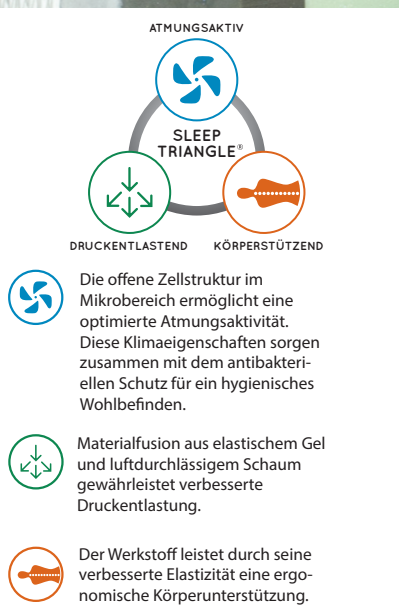 ATMUNGSAKTIV
SLEEP
TRIANGLE®
DRUCKENTLASTEND KÖRPERSTÜTZEND
Die offene Zellstruktur im
Mikrobereich ermöglicht eine
optimierte Atmungsaktivität.
Diese Klimaeigenschaften sorgen
zusammen mit dem antibakteri-
ellen Schutz für ein hygienisches
Wohlbefinden.
Materialfusion aus elastischem Gel
und luftdurchlässigem Schaum
gewährleistet verbesserte
Druckentlastung.
Der Werkstoff leistet durch seine
verbesserte Elastizität eine ergo-
nomische Körperunterstützung.